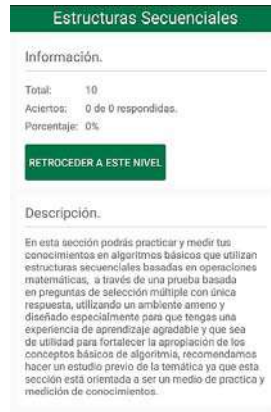 Estructuras Secuenciales
Información.
Total: 10
Aciertos: 0 de 0 respondidas.
Porcentaje: 0%
RETROCEDER A ESTE NIVEL
Descripción.
En esta sección podrás practicar y medir tus
conocimientos en algoritmos básicos que utilizan
estructuras secuenciales basadas en operaciones
matemáticas, a través de una prueba basada
en preguntas de selección múltiple con única
respuesta, utilizando un ambiente ameno y
diseñado especialmente para que tengas una
experiencia de aprendizaje agradable y que sea
de utilidad para fortalecer la apropiación de los
conceptos básicos de algoritmia, recomendamos
hacer un estudio previo de la temática ya que esta
sección está orientada a ser un medio de practica y
medición de conocimientos.